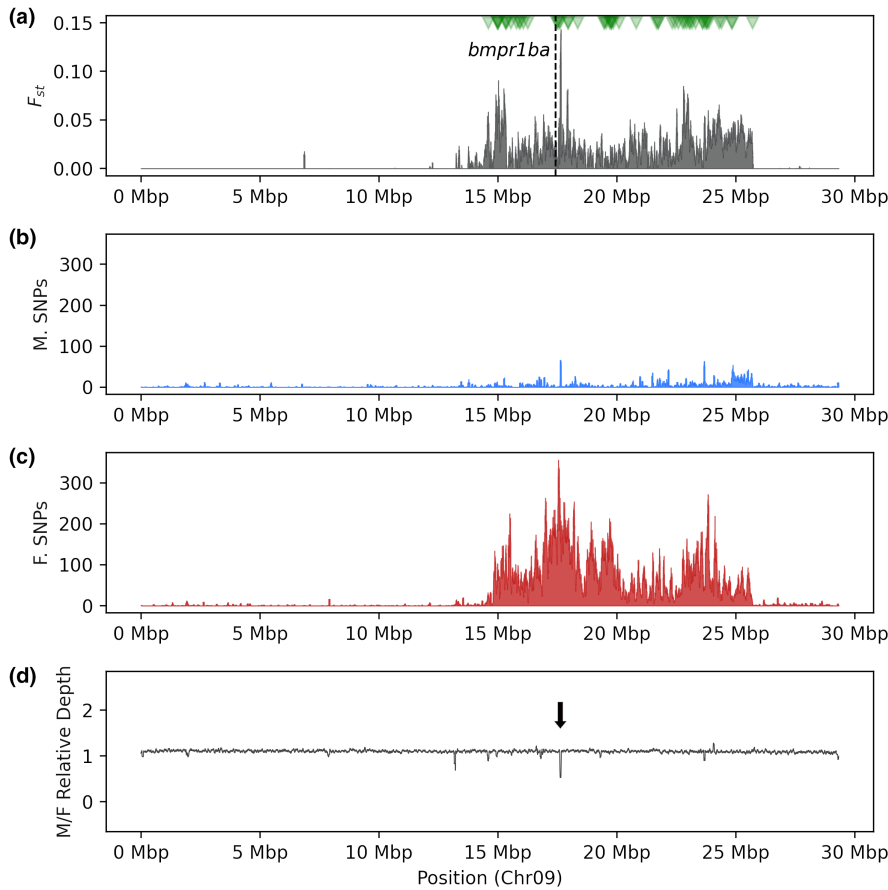 (a)
0.15
bmpr1ba
0.10
Fst
0.05
0.00
0 Mbp 5 Mbp 10 Mbp 15 Mbp 20 Mbp 25 Mbp 30 Mbp
(b)
300
M. SNPs
200
100
0
0 Mbp 5 Mbp 10 Mbp 15 Mbp 20 Mbp 25 Mbp 30 Mbp
(c)
300
F. SNPs
200
100
0
0 Mbp 5 Mbp 10 Mbp 15 Mbp 20 Mbp 25 Mbp 30 Mbp
(d)
M/F Relative Depth
2
1
0
0 Mbp 5 Mbp 10 Mbp 15 Mbp 20 Mbp 25 Mbp 30 Mbp
Position (Chr09)